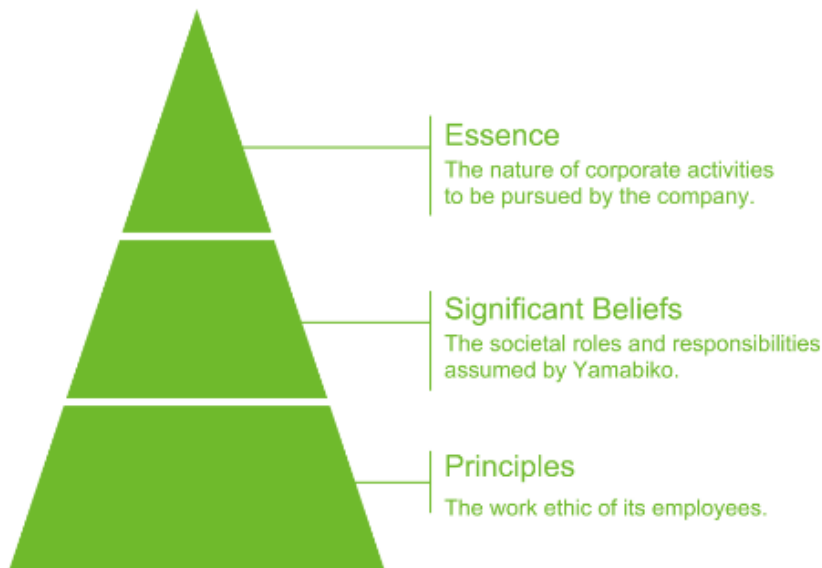 Essence
The nature of corporate activities
to be pursued by the company.
Significant Beliefs
The societal roles and responsibilities
assumed by Yamabiko.
Principles
The work ethic of its employees.